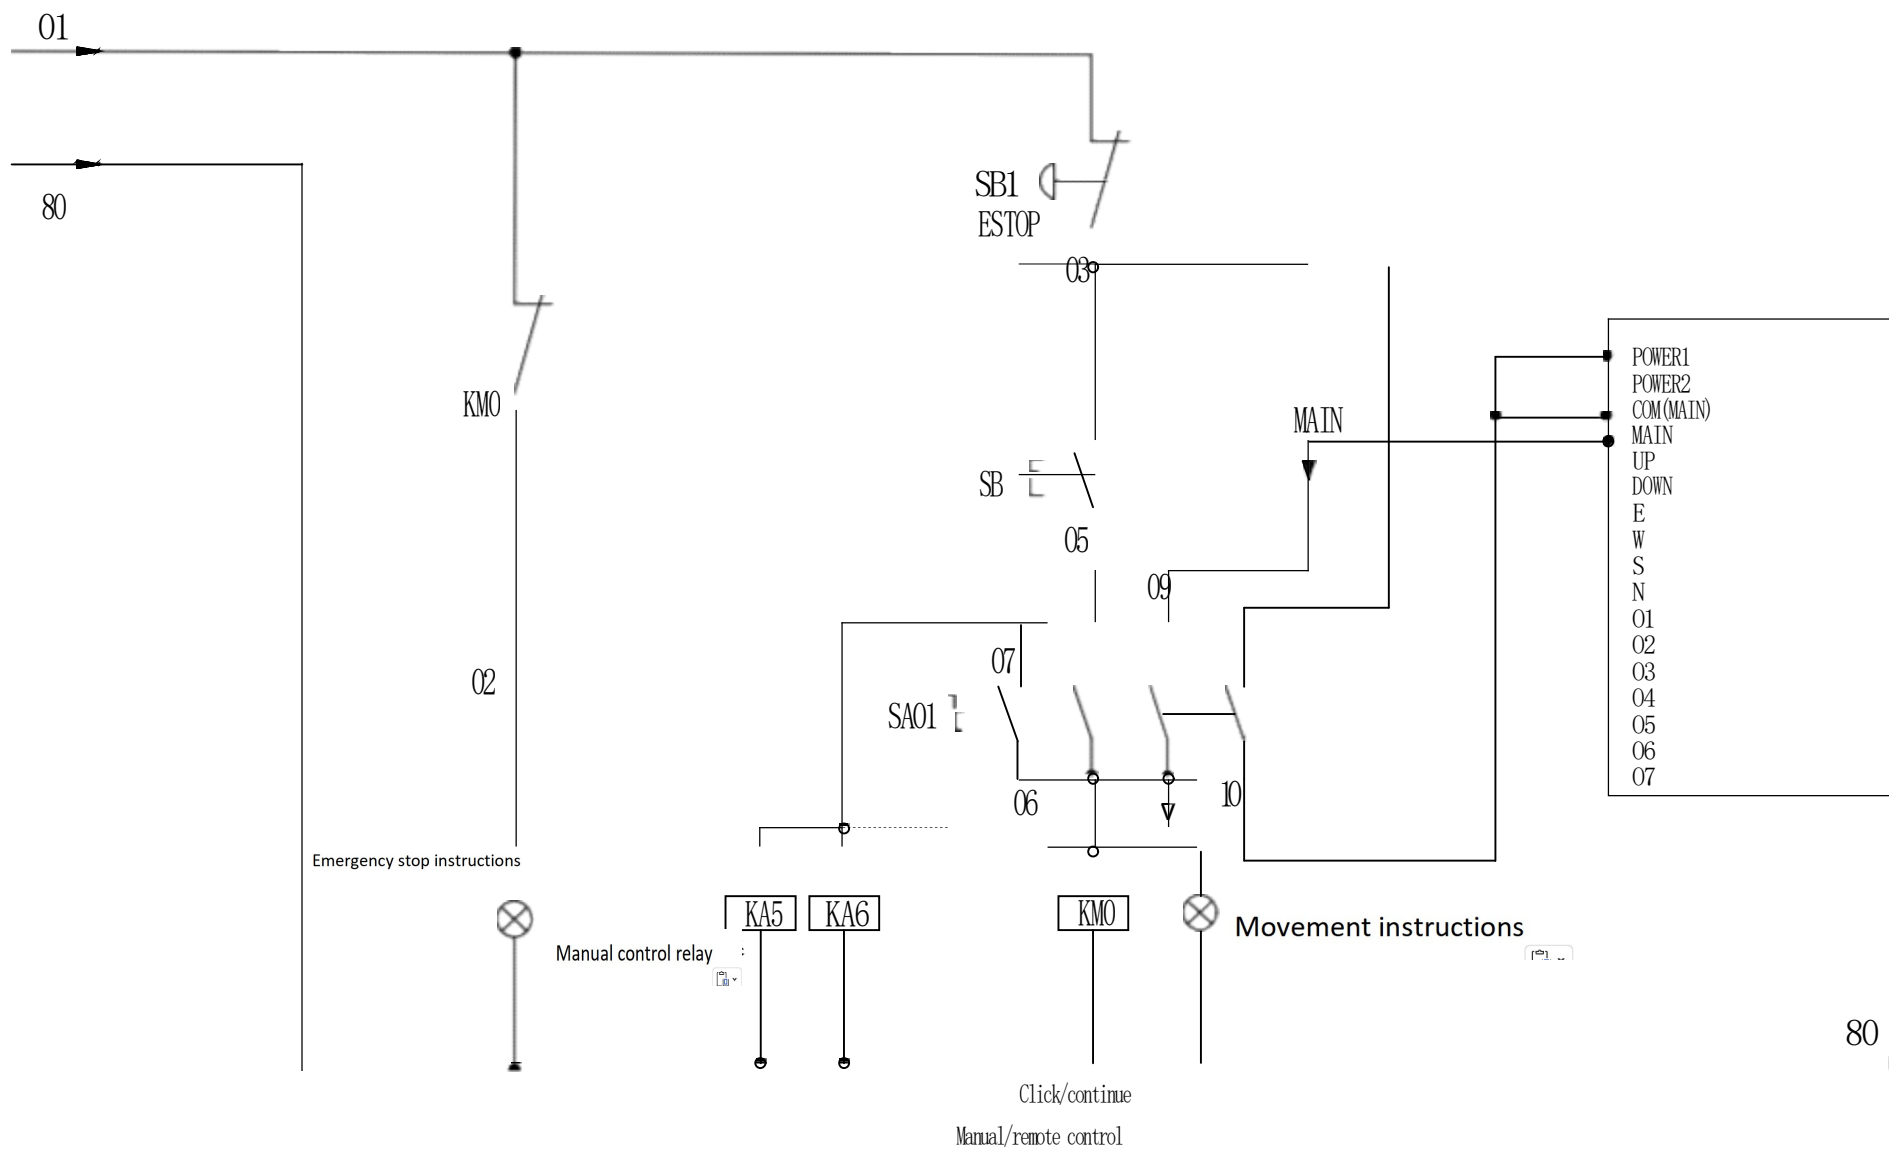 01
80
SB1
ESTOP
03
KM0
SB
05
MAIN
09
POWER1
POWER2
COM(MAIN)
MAIN
UP
DOWN
E
W
S
N
01
02
03
04
05
06
07
02
07
SA01
06
10
Emergency stop instructions
KA5
KA6
KM0
Movement instructions
Manual control relay :
80
Click/continue
Manual/remote control